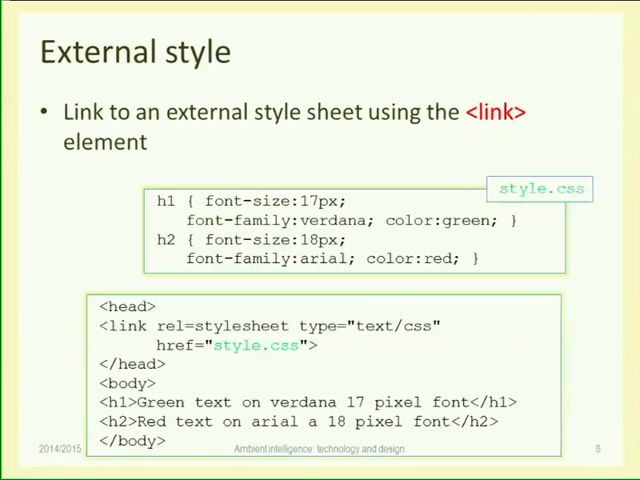 External style
• Link to an external style sheet using the <link>
element
style.css
h1 { font-size:17px;
font-family:verdana; color:green; }
h2 { font-size:18px;
font-family:arial; color:red; }
<head>
<link rel=stylesheet type="text/css"
href="style.css">
</head>
<body>
<h1>Green text on verdana 17 pixel font</h1>
<h2>Red text on arial a 18 pixel font</h2>
</body>
2014/2015
Ambient intelligence: technology and design
8